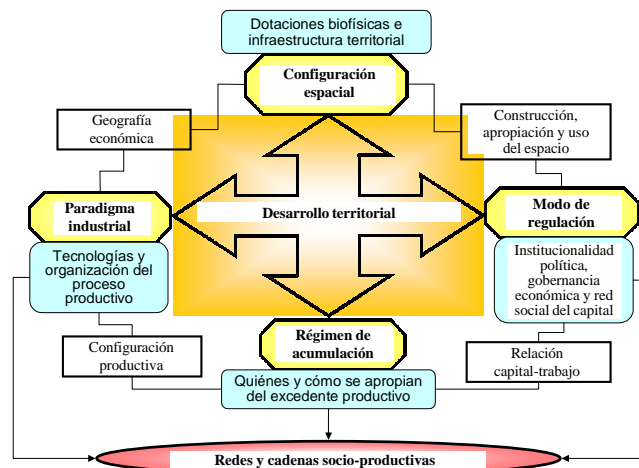 Dotaciones biofísicas e
infraestructura territorial
Configuración
espacial
Geografía
económica
Construcción,
apropiación y uso
del espacio
Paradigma
industrial
Desarrollo territorial
Modo de
regulación
Tecnologías y
organización del
proceso
productivo
Institucionalidad
política,
gobernancia
económica y red
social del capital
Régimen de
acumulación
Configuración
productiva
Relación
capital-trabajo
Quiénes y cómo se apropian
del excedente productivo
Redes y cadenas socio-productivas